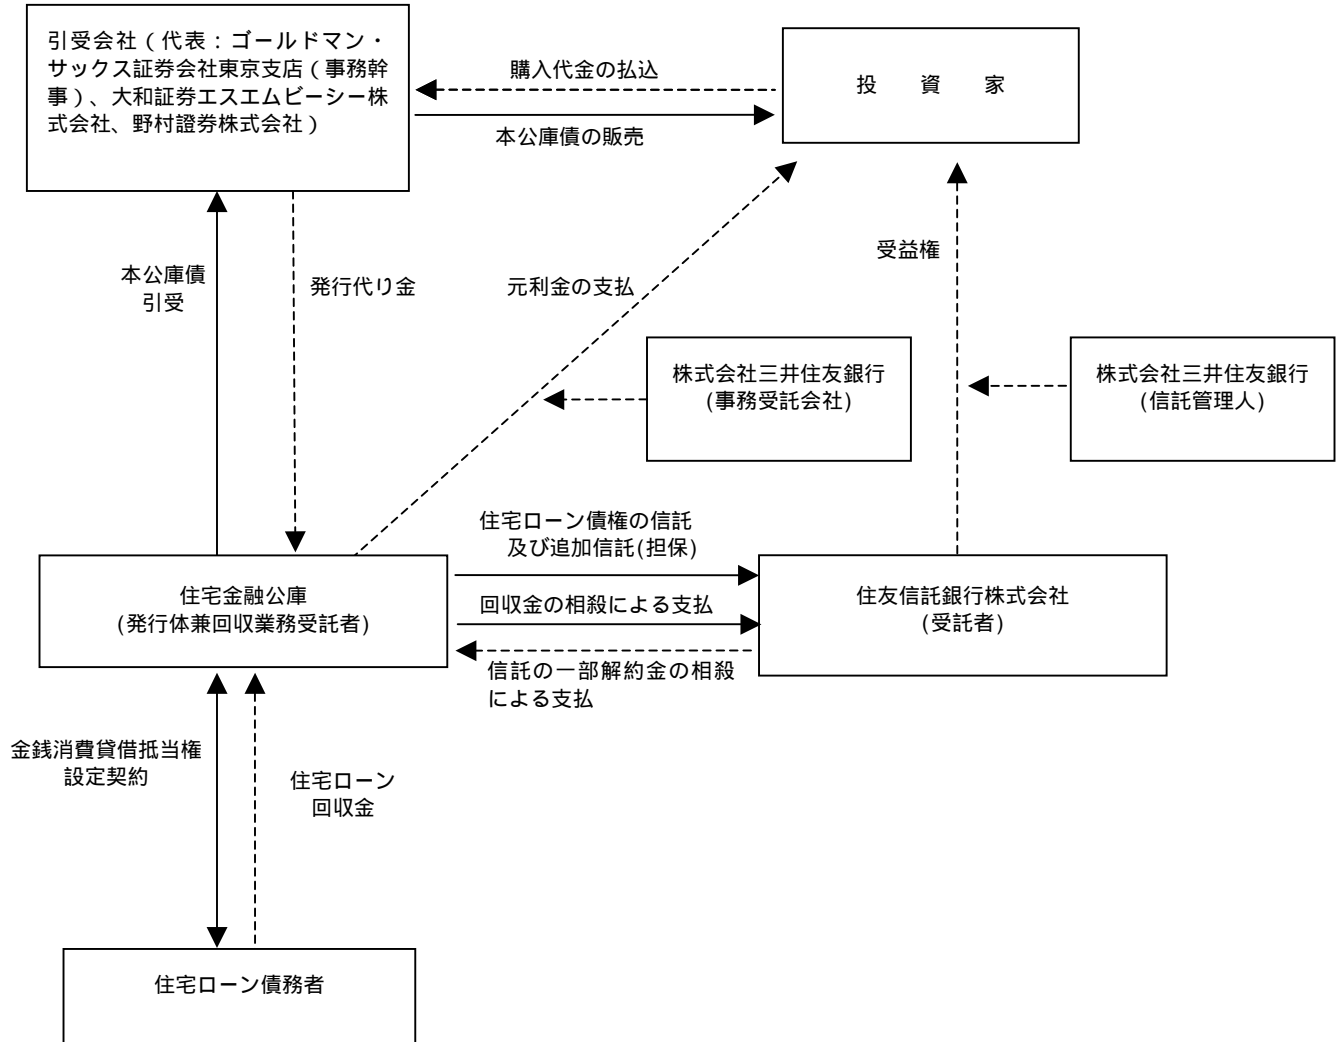 引受会社（代表：ゴールドマン・
サックス証券会社東京支店（事務幹
事）、大和証券エスエムビーシー株
式会社、野村證券株式会社）
購入代金の払込
本公庫債の販売
投　資　家
本公庫債
引受
発行代り金
元利金の支払
受益権
株式会社三井住友銀行
(事務受託会社)
株式会社三井住友銀行
(信託管理人)
住宅ローン債権の信託
及び追加信託(担保)
住宅金融公庫
(発行体兼回収業務受託者)
回収金の相殺による支払
住友信託銀行株式会社
(受託者)
信託の一部解約金の相殺
による支払
金銭消費貸借抵当権
設定契約
住宅ローン
回収金
住宅ローン債務者